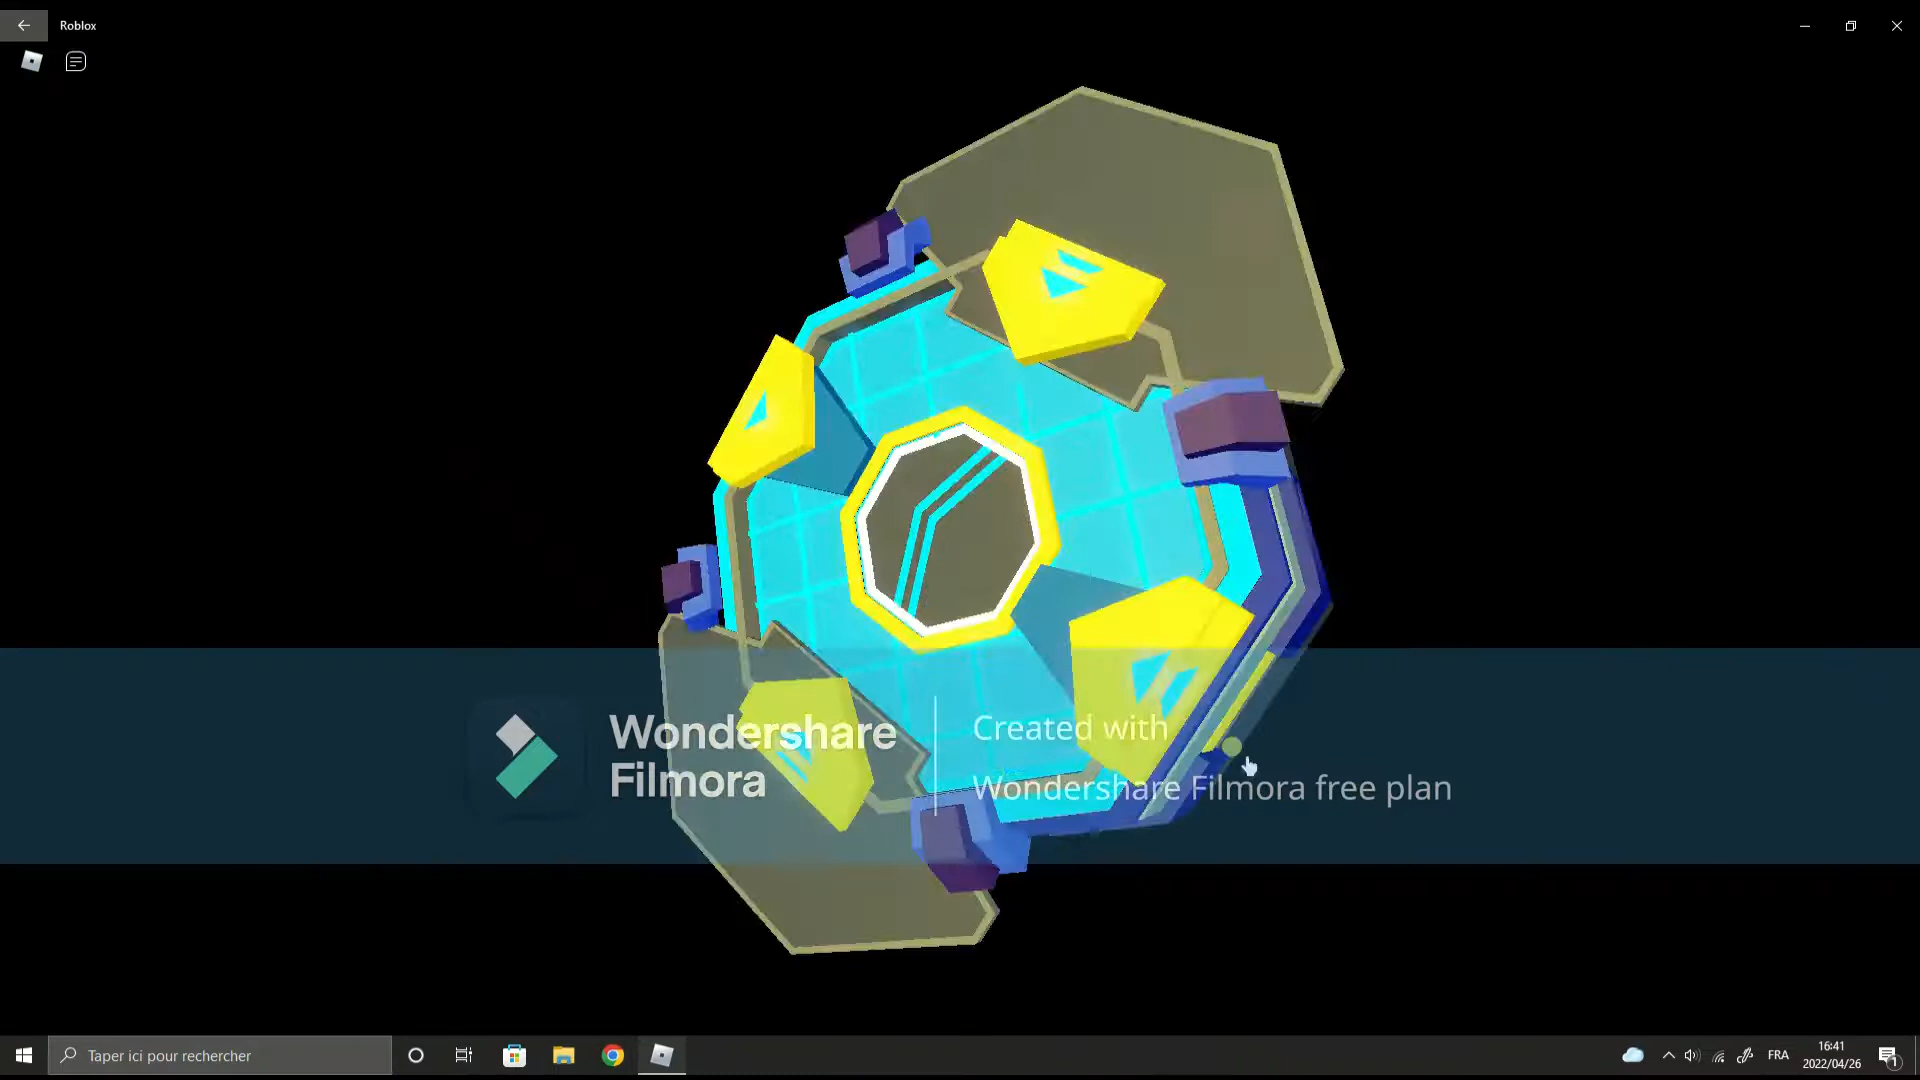 Roblox
Wondershare
Filmora
Created with
Wondershare Filmora free plan
Taper ici pour rechercher
FRA
16:41
2022/04/26
1